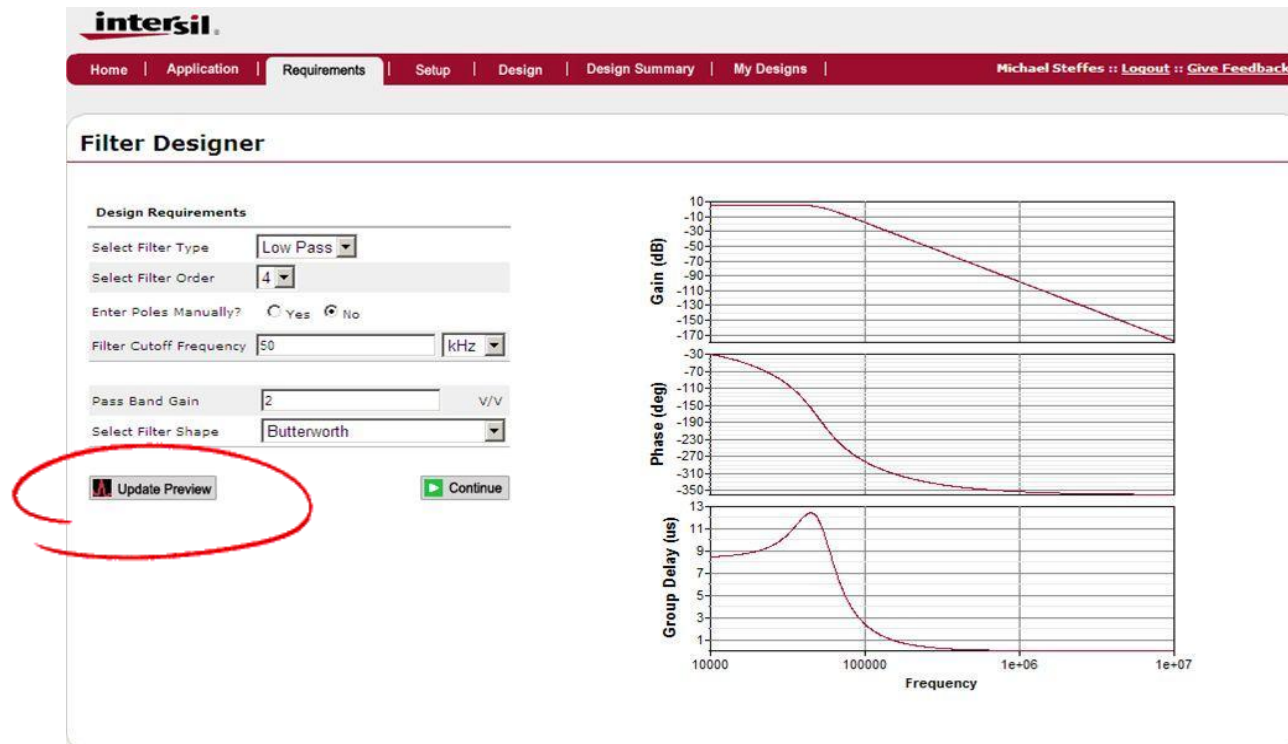 intersil.
Home | Application | Requirements | Setup | Design | Design Summary | My Designs |
Michael Steffes :: Logout :: Give Feedback
Filter Designer
Design Requirements
Select Filter Type Low Pass
Select Filter Order 4
Enter Poles Manually? Yes No
Filter Cutoff Frequency 50 kHz
Pass Band Gain 2 V/V
Select Filter Shape Butterworth
Update Preview Continue
Gain (dB)
10
-10
-30
-50
-70
-90
-110
-130
-150
-170
Phase (deg)
-30
-70
-110
-150
-190
-230
-270
-310
-350
Group Delay (us)
13
11
9
7
5
3
1
10000 100000 1e+06 1e+07
Frequency